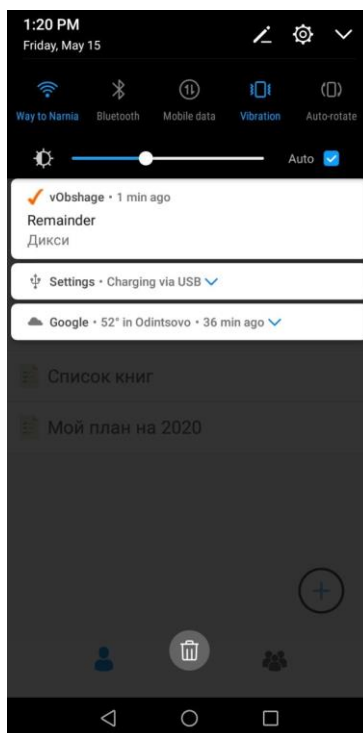 1:20 PM
Friday, May 15
Way to Narnia
Bluetooth
Mobile data
Vibration
Auto-rotate
Auto
vObshage • 1 min ago
Remainder
Дикси
Settings • Charging via USB
Google • 52° in Odintsovo • 36 min ago
Список книг
Мой план на 2020